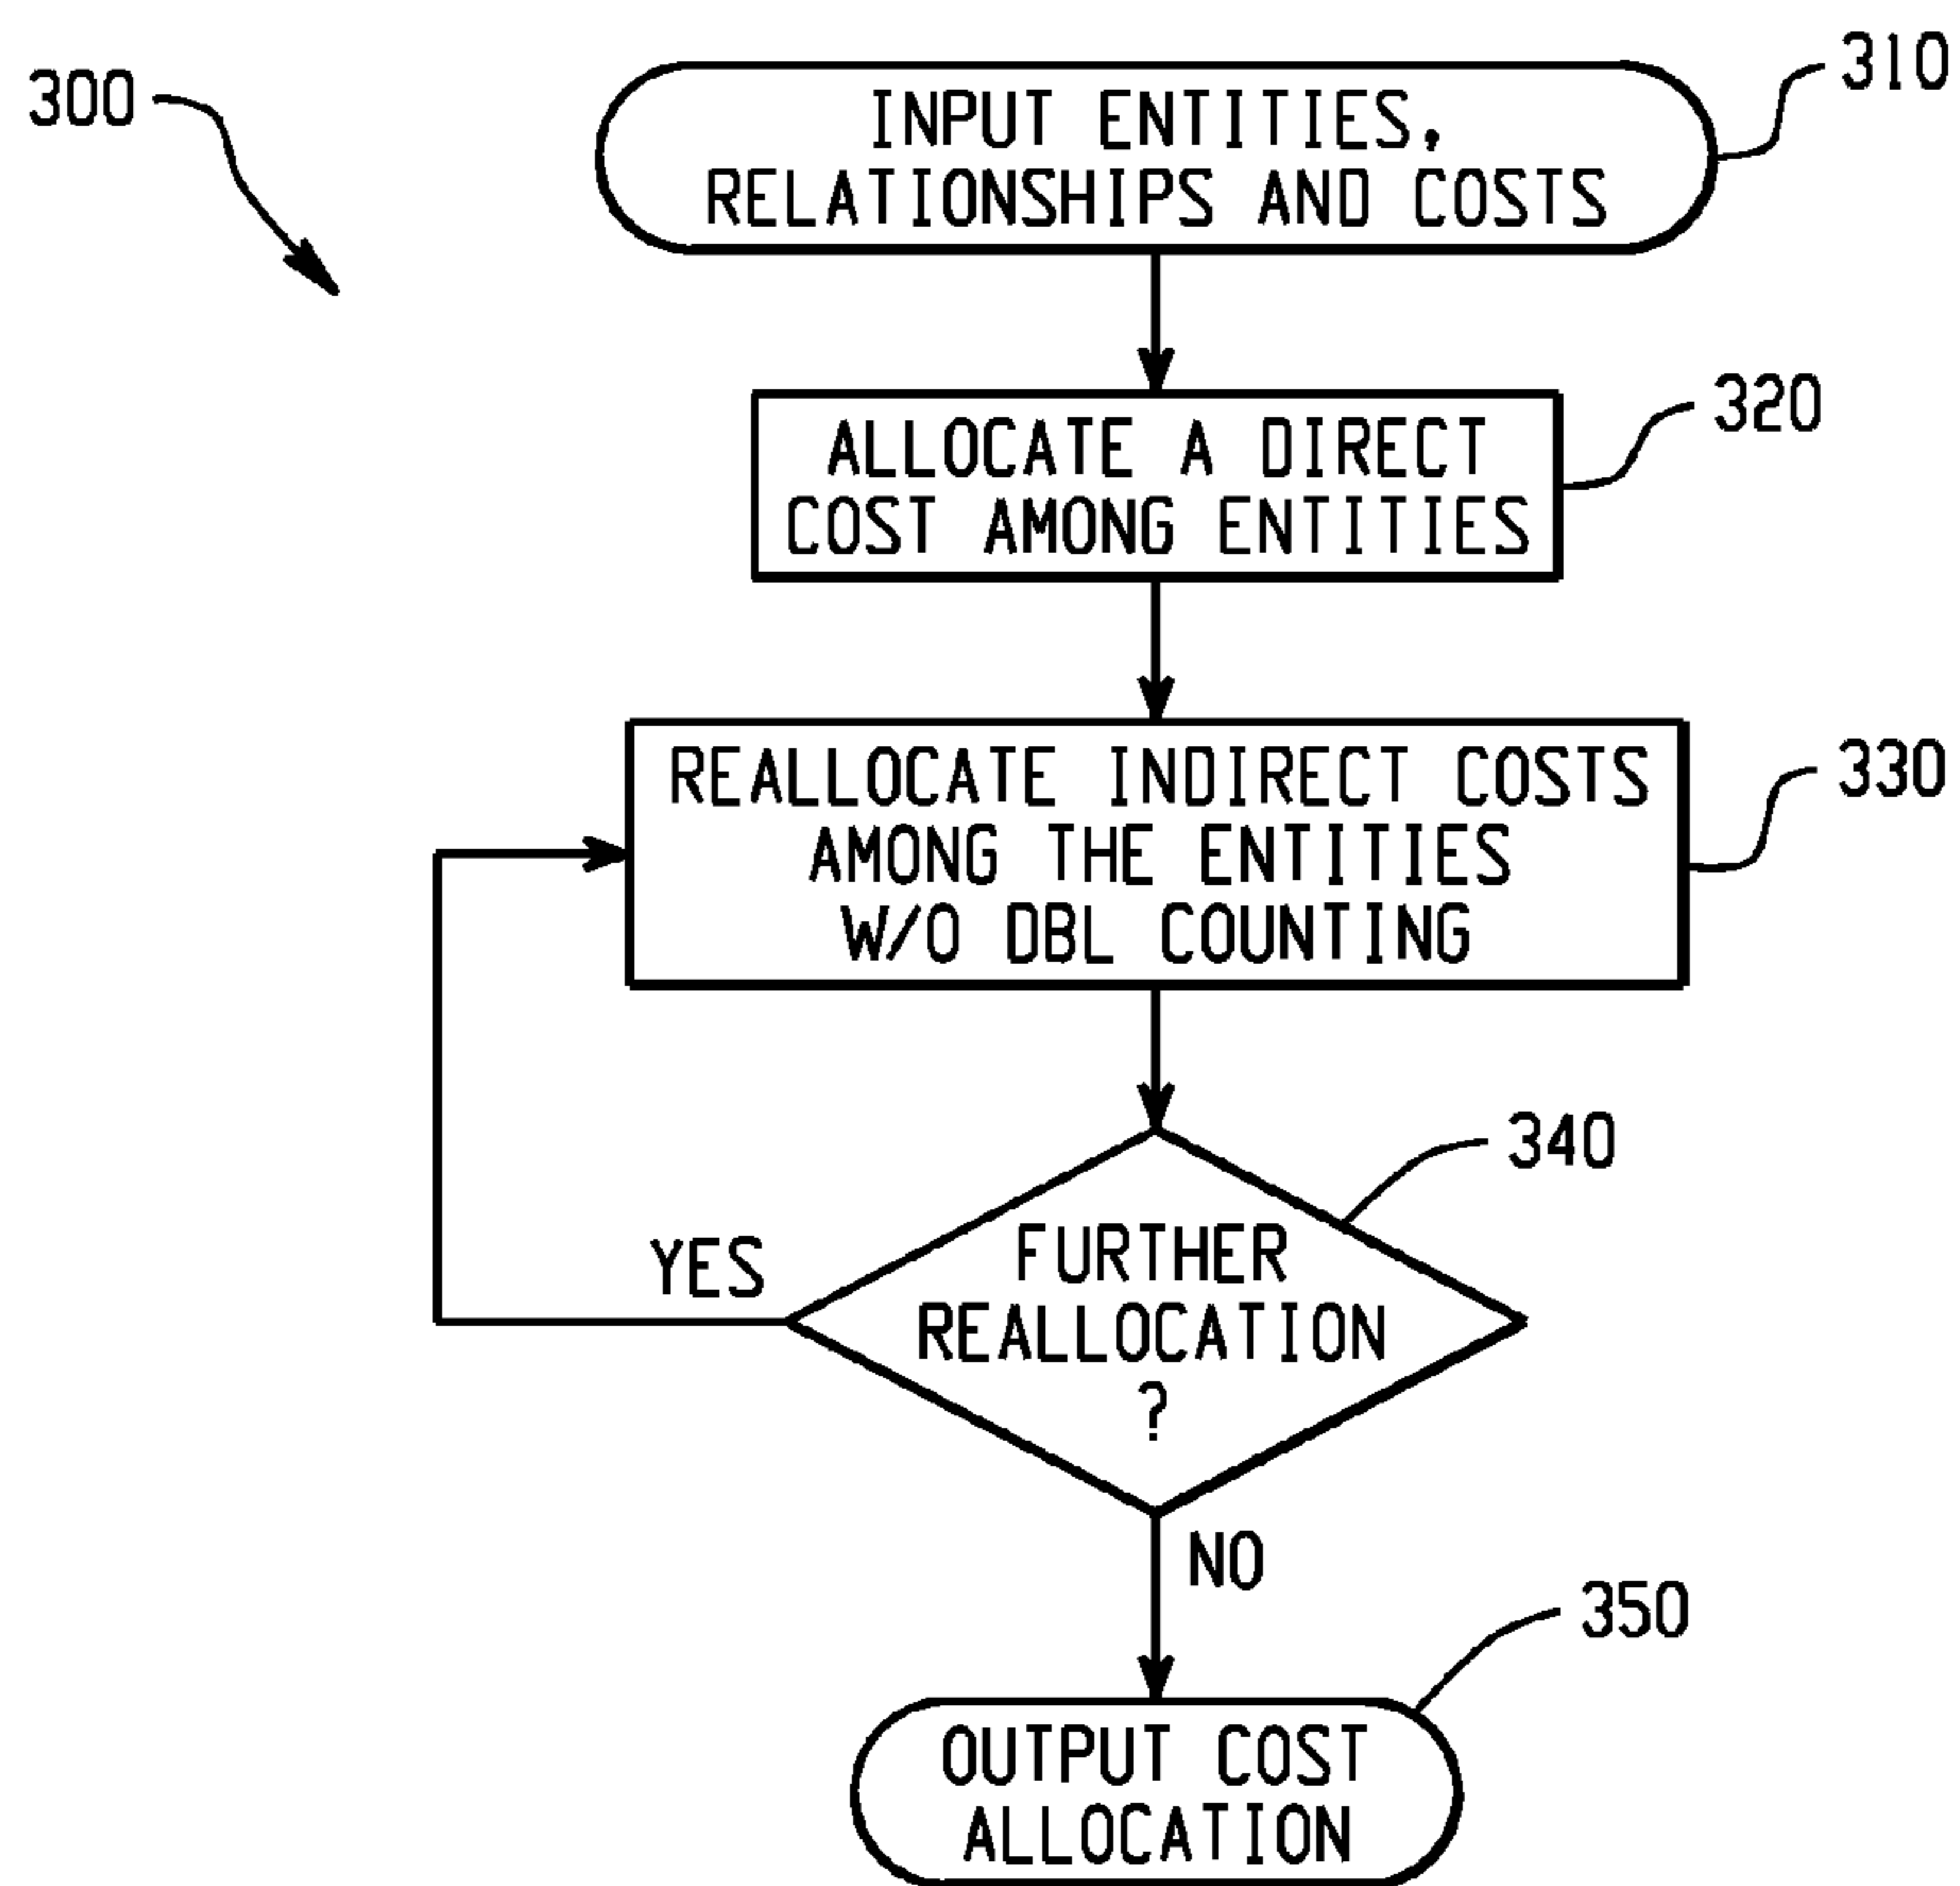 300
310
INPUT ENTITIES,
RELATIONSHIPS AND COSTS
320
ALLOCATE A DIRECT
COST AMONG ENTITIES
330
REALLOCATE INDIRECT COSTS
AMONG THE ENTITIES
W/O DBL COUNTING
340
YES
FURTHER
REALLOCATION
?
NO
350
OUTPUT COST
ALLOCATION